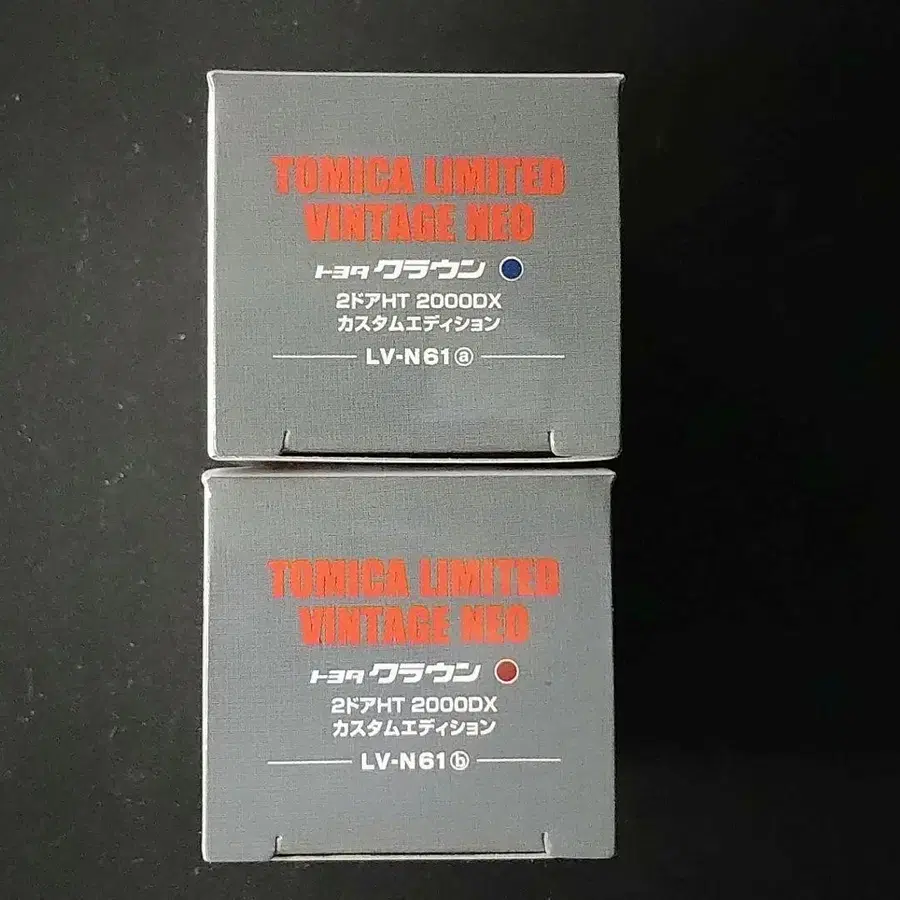 TOMICA LIMITED
VINTAGE NEO
トヨタ クラウン
2ドアHT 2000DX
カスタムエディション
LV-N61ⓐ
TOMICA LIMITED
VINTAGE NEO
トヨタ クラウン
2ドアHT 2000DX
カスタムエディション
LV-N61ⓑ